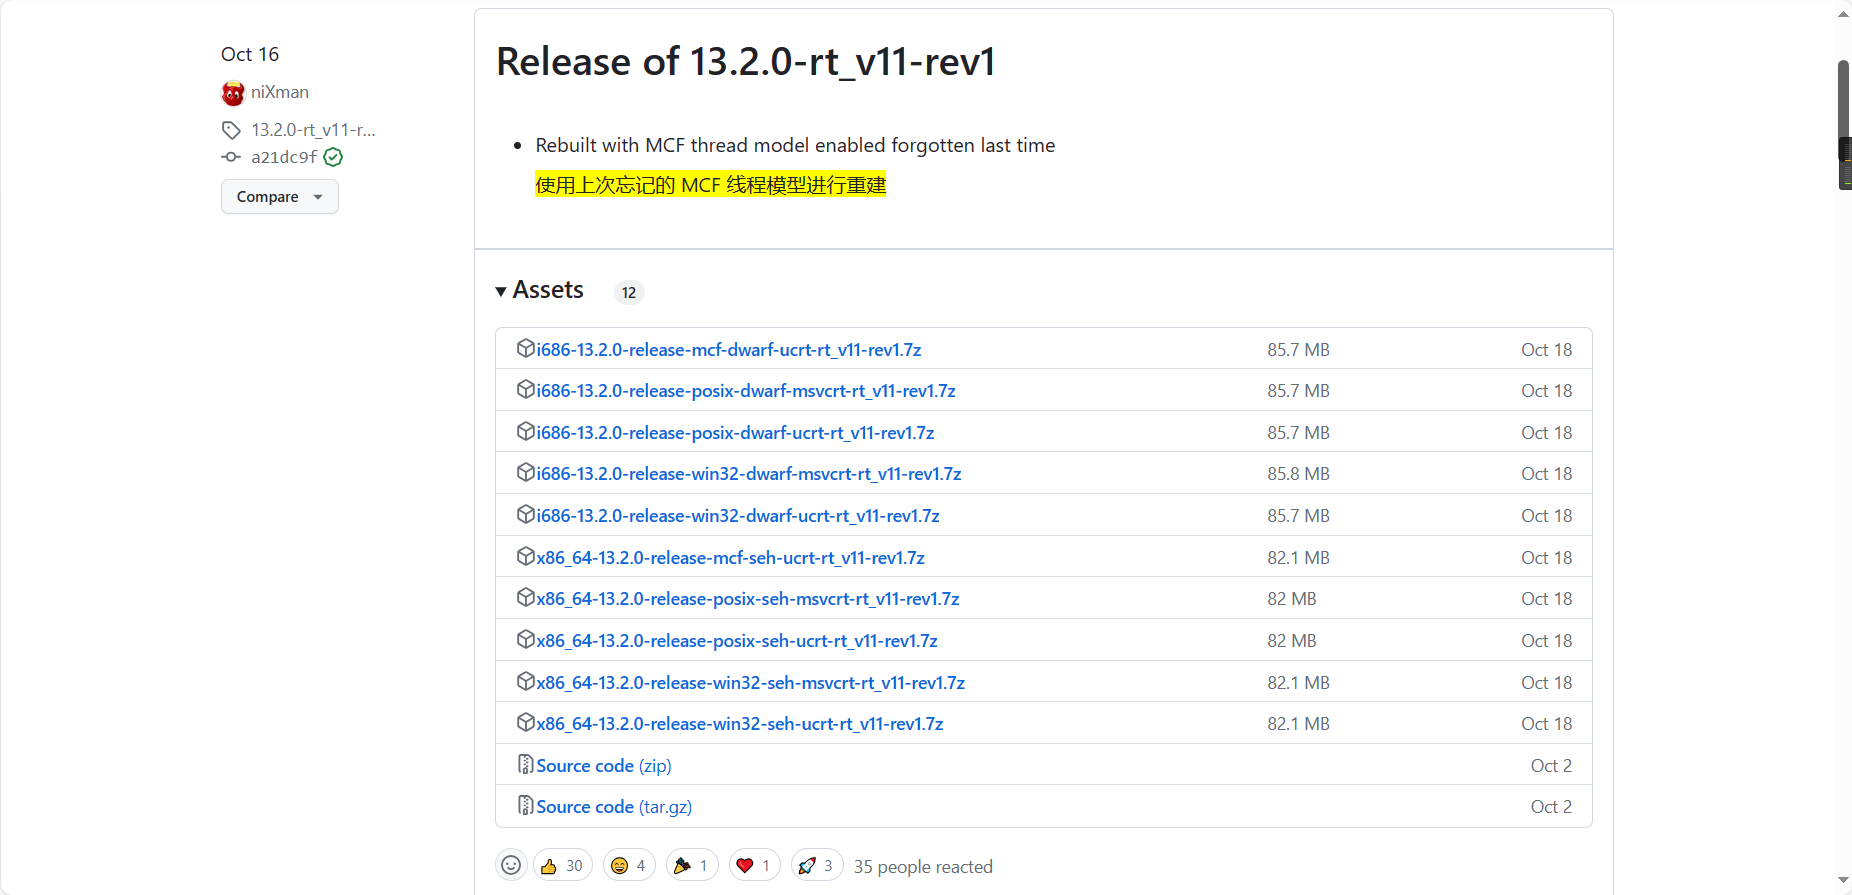 Oct 16
niXman
13.2.0-rt_v11-r...
a21dc9f
Compare
Release of 13.2.0-rt_v11-rev1
Rebuilt with MCF thread model enabled forgotten last time
使用上次忘记的 MCF 线程模型进行重建
Assets 12
i686-13.2.0-release-mcf-dwarf-ucrt-rt_v11-rev1.7z 85.7 MB Oct 18
i686-13.2.0-release-posix-dwarf-msvcrt-rt_v11-rev1.7z 85.7 MB Oct 18
i686-13.2.0-release-posix-dwarf-ucrt-rt_v11-rev1.7z 85.7 MB Oct 18
i686-13.2.0-release-win32-dwarf-msvcrt-rt_v11-rev1.7z 85.8 MB Oct 18
i686-13.2.0-release-win32-dwarf-ucrt-rt_v11-rev1.7z 85.7 MB Oct 18
x86_64-13.2.0-release-mcf-seh-ucrt-rt_v11-rev1.7z 82.1 MB Oct 18
x86_64-13.2.0-release-posix-seh-msvcrt-rt_v11-rev1.7z 82 MB Oct 18
x86_64-13.2.0-release-posix-seh-ucrt-rt_v11-rev1.7z 82 MB Oct 18
x86_64-13.2.0-release-win32-seh-msvcrt-rt_v11-rev1.7z 82.1 MB Oct 18
x86_64-13.2.0-release-win32-seh-ucrt-rt_v11-rev1.7z 82.1 MB Oct 18
Source code (zip) Oct 2
Source code (tar.gz) Oct 2
30 4 1 1 3 35 people reacted